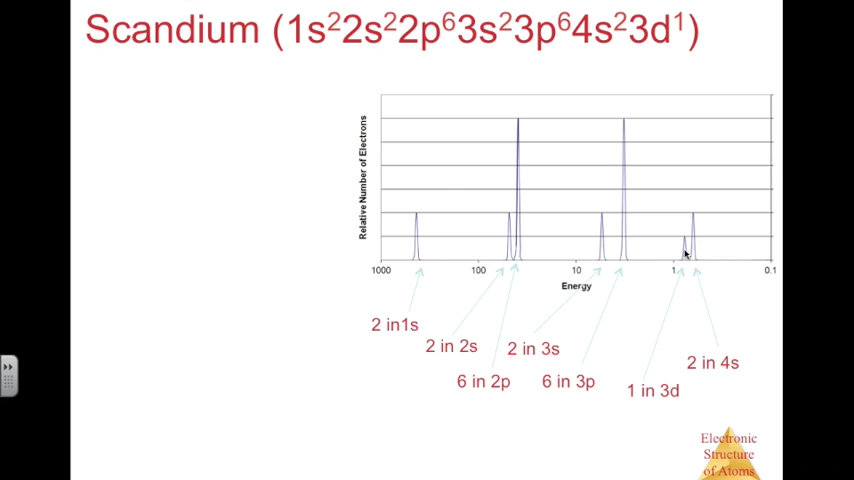 Scandium (1s²2s²2p⁶3s²3p⁶4s²3d¹)
Relative Number of Electrons
1000 100 10 1 0.1
Energy
2 in1s
2 in 2s
2 in 3s
6 in 2p
6 in 3p
1 in 3d
2 in 4s
Electronic
Structure
of Atoms